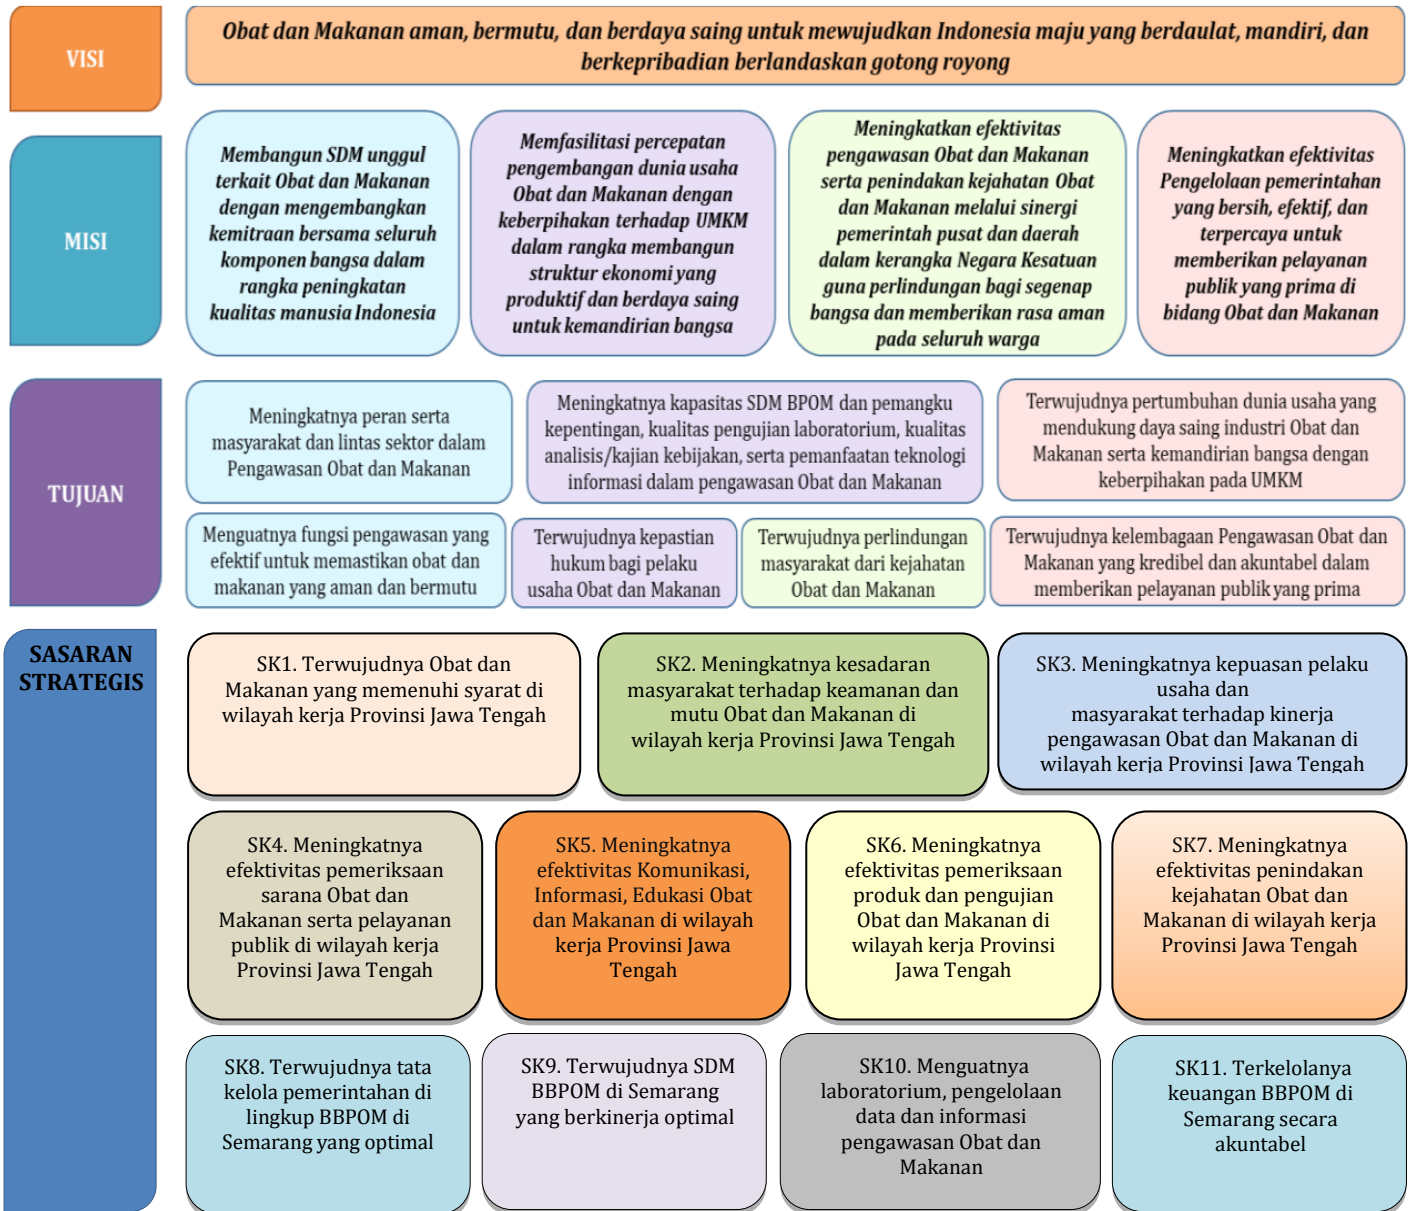 VISI
Obat dan Makanan aman, bermutu, dan berdaya saing untuk mewujudkan Indonesia maju yang berdaulat, mandiri, dan
berkepribadian berlandaskan gotong royong
MISI
Membangun SDM unggul
terkait Obat dan Makanan
dengan mengembangkan
kemitraan bersama seluruh
komponen bangsa dalam
rangka peningkatan
kualitas manusia Indonesia
Memfasilitasi percepatan
pengembangan dunia usaha
Obat dan Makanan dengan
keberpihakan terhadap UMKM
dalam rangka membangun
struktur ekonomi yang
produktif dan berdaya saing
untuk kemandirian bangsa
Meningkatkan efektivitas
pengawasan Obat dan Makanan
serta penindakan kejahatan Obat
dan Makanan melalui sinergi
pemerintah pusat dan daerah
dalam kerangka Negara Kesatuan
guna perlindungan bagi segenap
bangsa dan memberikan rasa aman
pada seluruh warga
Meningkatkan efektivitas
Pengelolaan pemerintahan
yang bersih, efektif, dan
terpercaya untuk
memberikan pelayanan
publik yang prima di
bidang Obat dan Makanan
TUJUAN
Meningkatnya peran serta
masyarakat dan lintas sektor dalam
Pengawasan Obat dan Makanan
Meningkatnya kapasitas SDM BPOM dan pemangku
kepentingan, kualitas pengujian laboratorium, kualitas
analisis/kajian kebijakan, serta pemanfaatan teknologi
informasi dalam pengawasan Obat dan Makanan
Terwujudnya pertumbuhan dunia usaha yang
mendukung daya saing industri Obat dan
Makanan serta kemandirian bangsa dengan
keberpihakan pada UMKM
Menguatnya fungsi pengawasan yang
efektif untuk memastikan obat dan
makanan yang aman dan bermutu
Terwujudnya kepastian
hukum bagi pelaku
usaha Obat dan Makanan
Terwujudnya perlindungan
masyarakat dari kejahatan
Obat dan Makanan
Terwujudnya kelembagaan Pengawasan Obat dan
Makanan yang kredibel dan akuntabel dalam
memberikan pelayanan publik yang prima
SASARAN
STRATEGIS
SK1. Terwujudnya Obat dan
Makanan yang memenuhi syarat di
wilayah kerja Provinsi Jawa Tengah
SK2. Meningkatnya kesadaran
masyarakat terhadap keamanan dan
mutu Obat dan Makanan di
wilayah kerja Provinsi Jawa Tengah
SK3. Meningkatnya kepuasan pelaku
usaha dan
masyarakat terhadap kinerja
pengawasan Obat dan Makanan di
wilayah kerja Provinsi Jawa Tengah
SK4. Meningkatnya
efektivitas pemeriksaan
sarana Obat dan
Makanan serta pelayanan
publik di wilayah kerja
Provinsi Jawa Tengah
SK5. Meningkatnya
efektivitas Komunikasi,
Informasi, Edukasi Obat
dan Makanan di wilayah
kerja Provinsi Jawa
Tengah
SK6. Meningkatnya
efektivitas pemeriksaan
produk dan pengujian
Obat dan Makanan di
wilayah kerja Provinsi
Jawa Tengah
SK7. Meningkatnya
efektivitas penindakan
kejahatan Obat dan
Makanan di wilayah kerja
Provinsi Jawa Tengah
SK8. Terwujudnya tata
kelola pemerintahan di
lingkup BBPOM di
Semarang yang optimal
SK9. Terwujudnya SDM
BBPOM di Semarang
yang berkinerja optimal
SK10. Menguatnya
laboratorium, pengelolaan
data dan informasi
pengawasan Obat dan
Makanan
SK11. Terkelolanya
keuangan BBPOM di
Semarang secara
akuntabel